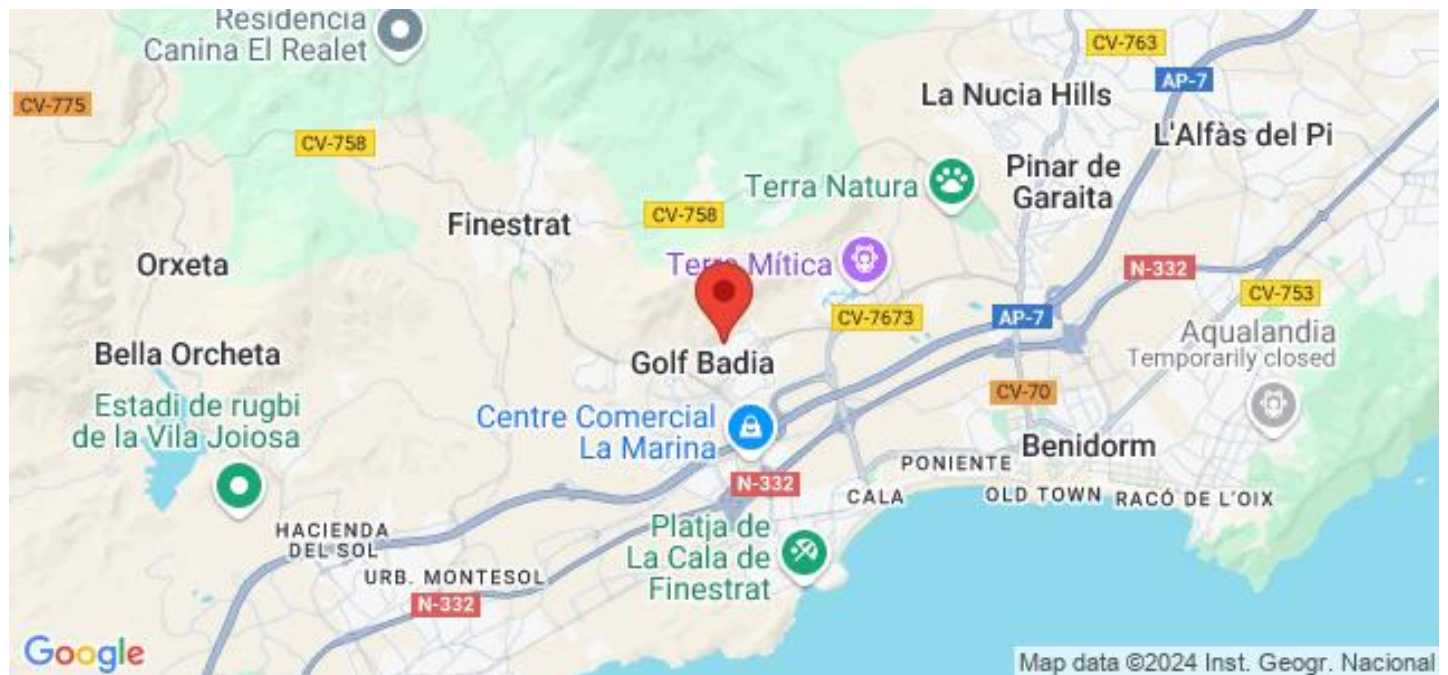 Residencia
Canina El Realet
CV-763
AP-7
La Nucia Hills
CV-775
CV-758
L'Alfàs del Pi
Terra Natura
Pinar de
Garaita
CV-758
Finestrat
Orxeta
Terra Mítica
N-332
CV-753
CV-7673
AP-7
Aqualandia
Temporarily closed
Bella Orcheta
Golf Badia
CV-70
Estadi de rugbi
de la Vila Joiosa
Centre Comercial
La Marina
Benidorm
PONIENTE
N-332
CALA
OLD TOWN
RACÓ DE L'OIX
HACIENDA
DEL SOL
Platja de
La Cala de
Finestrat
URB. MONTESOL
N-332
Google
Map data ©2024 Inst. Geogr. Nacional